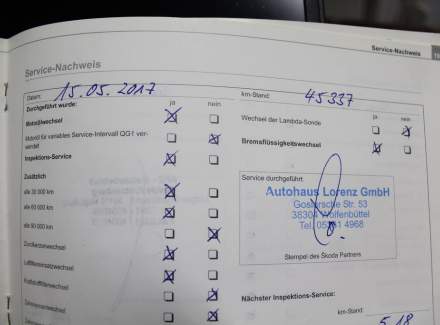 Service-Nachweis
Service-Nachweis
Datum: 15.05.2017
km-Stand: 45337
Durchgeführt wurde: ja nein
Motorölwechsel
Motoröl für variables Service-Intervall QG1 ver-
wendet
Inspektions-Service
Zusätzlich
alle 30 000 km
alle 60 000 km
alle 90 000 km
Zündkerzenwechsel
Luftfiltereinsatzwechsel
Kraftstofffilterwechsel
ja nein
Wechsel der Lambda-Sonde
Bremsflüssigkeitswechsel
Service durchgeführt:
Autohaus Lorenz GmbH
Goslarsche Str. 53
38304 Wolfenbüttel
Tel. 4968
Stempel des Škoda Partners
Nächster Inspektions-Service:
km-Stand:
5.18